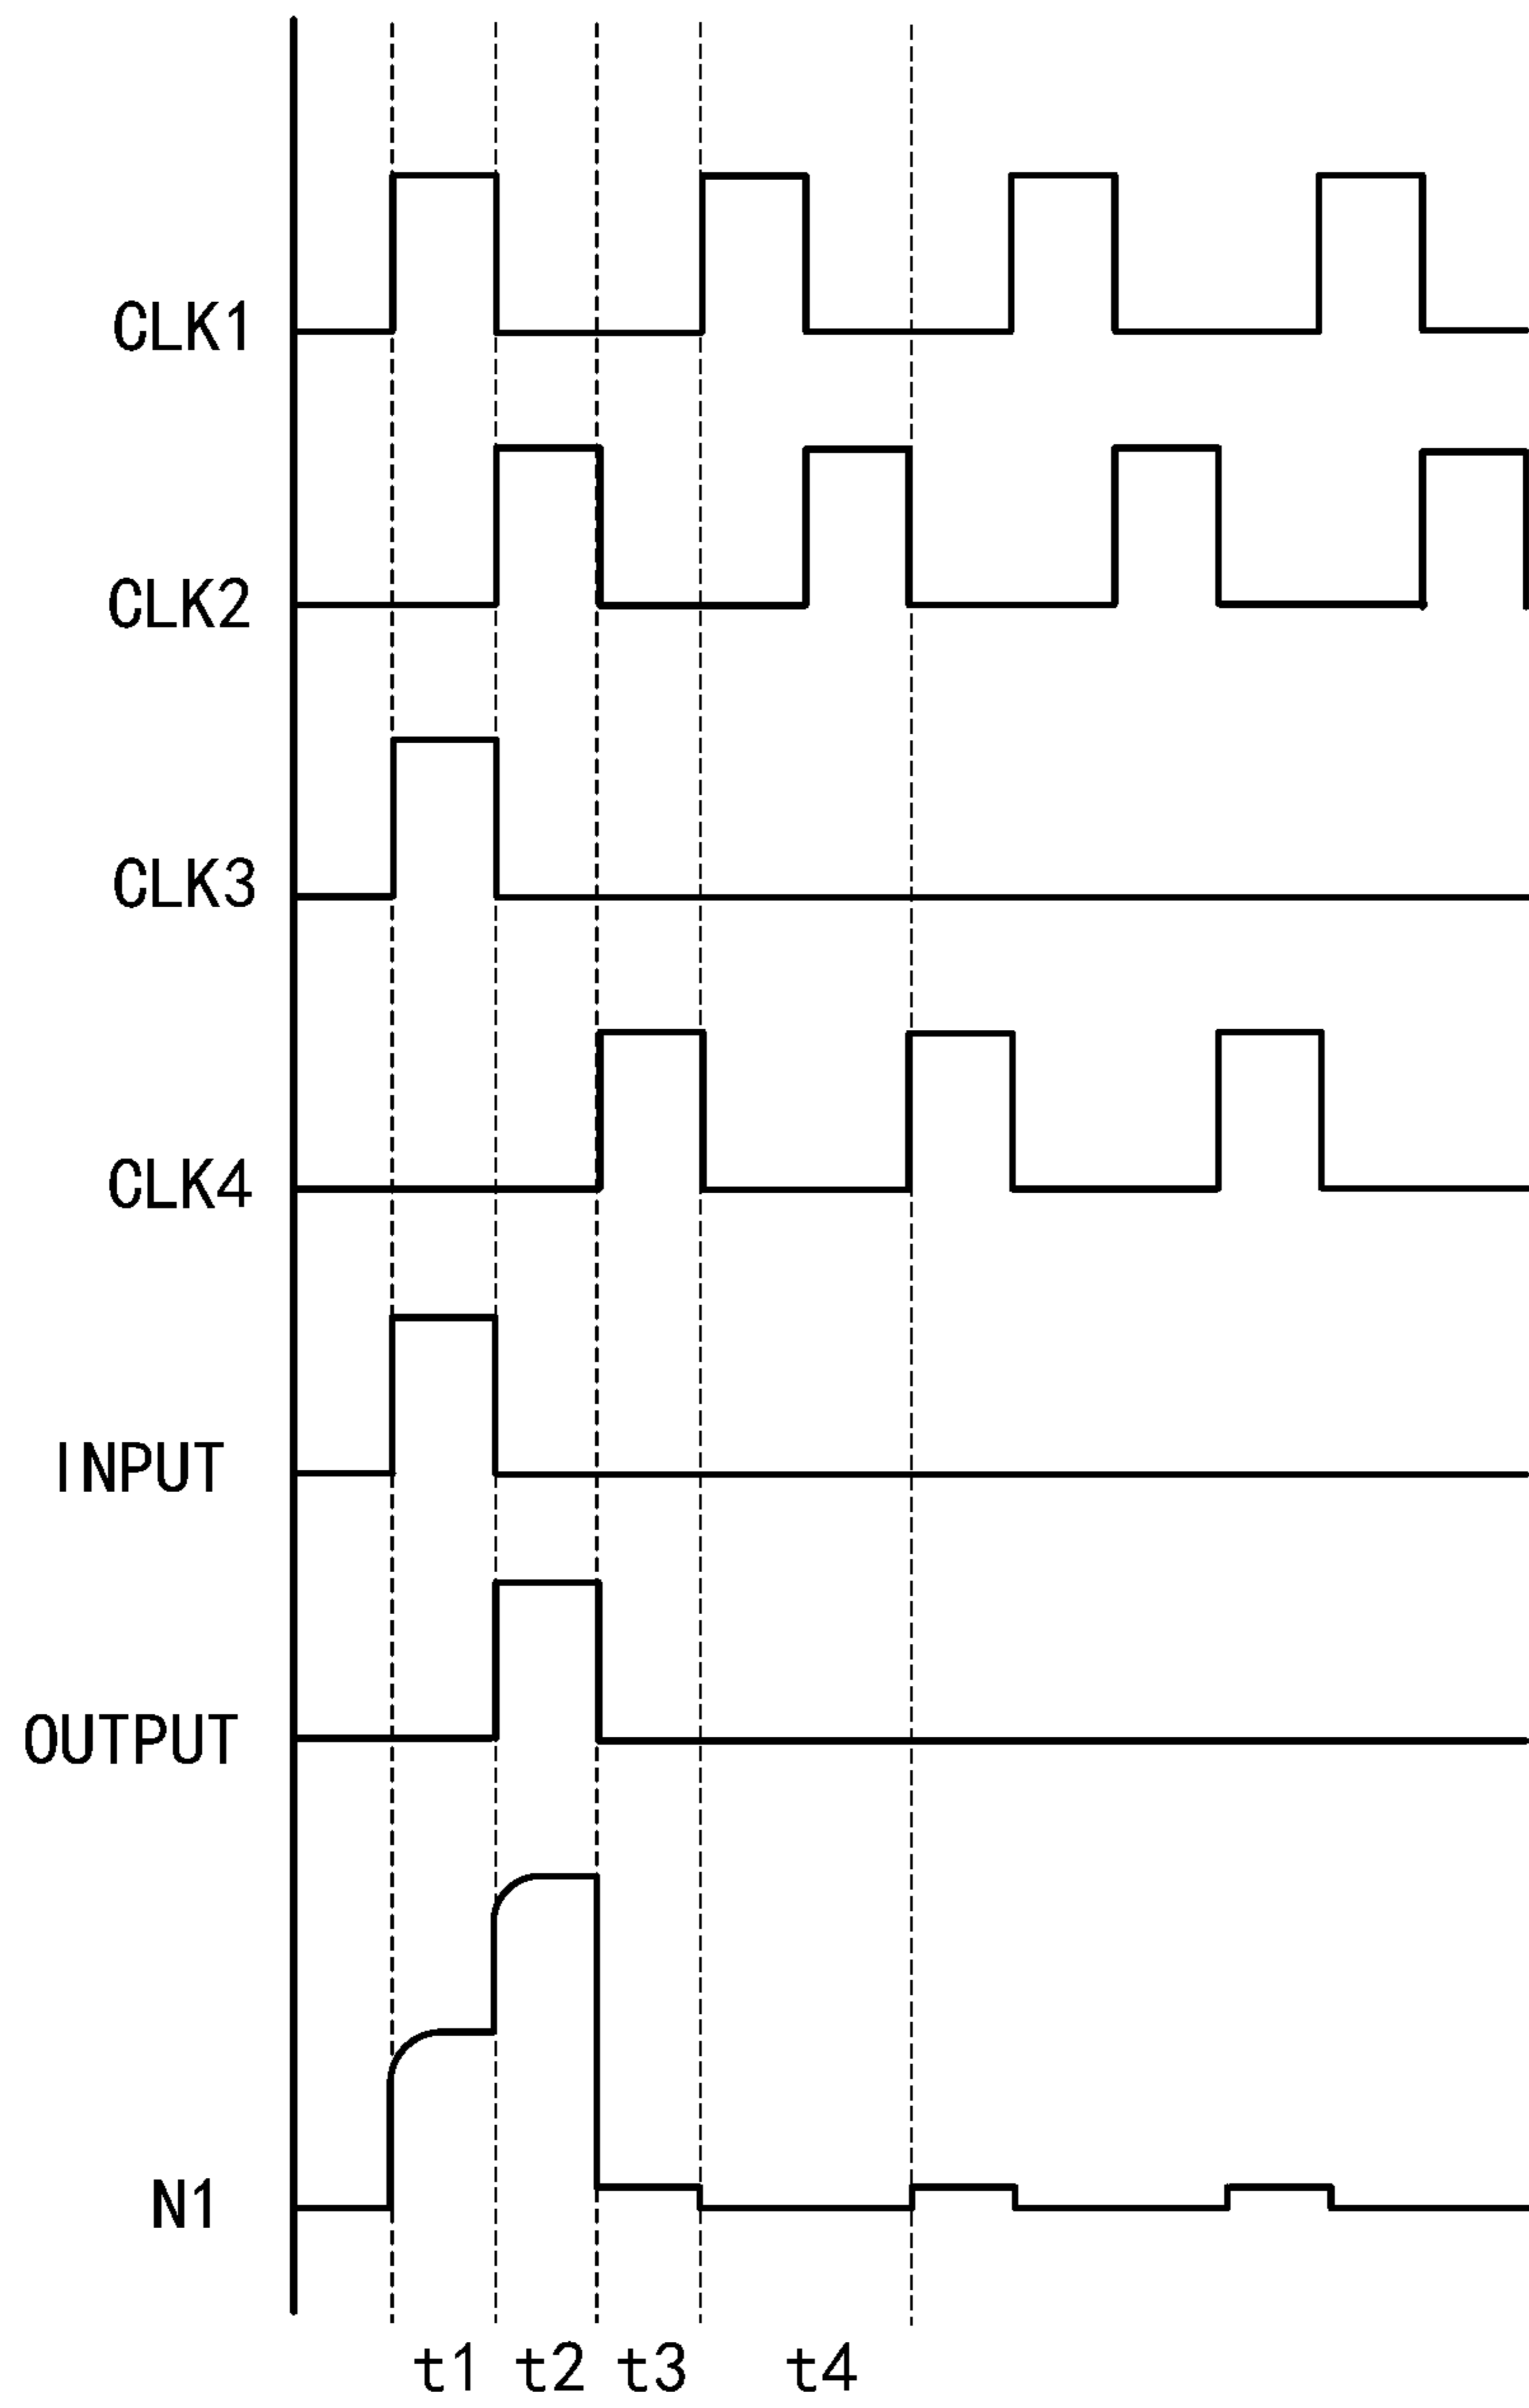 CLK1
CLK2
CLK3
CLK4
INPUT
OUTPUT
N1
t1 t2 t3 t4